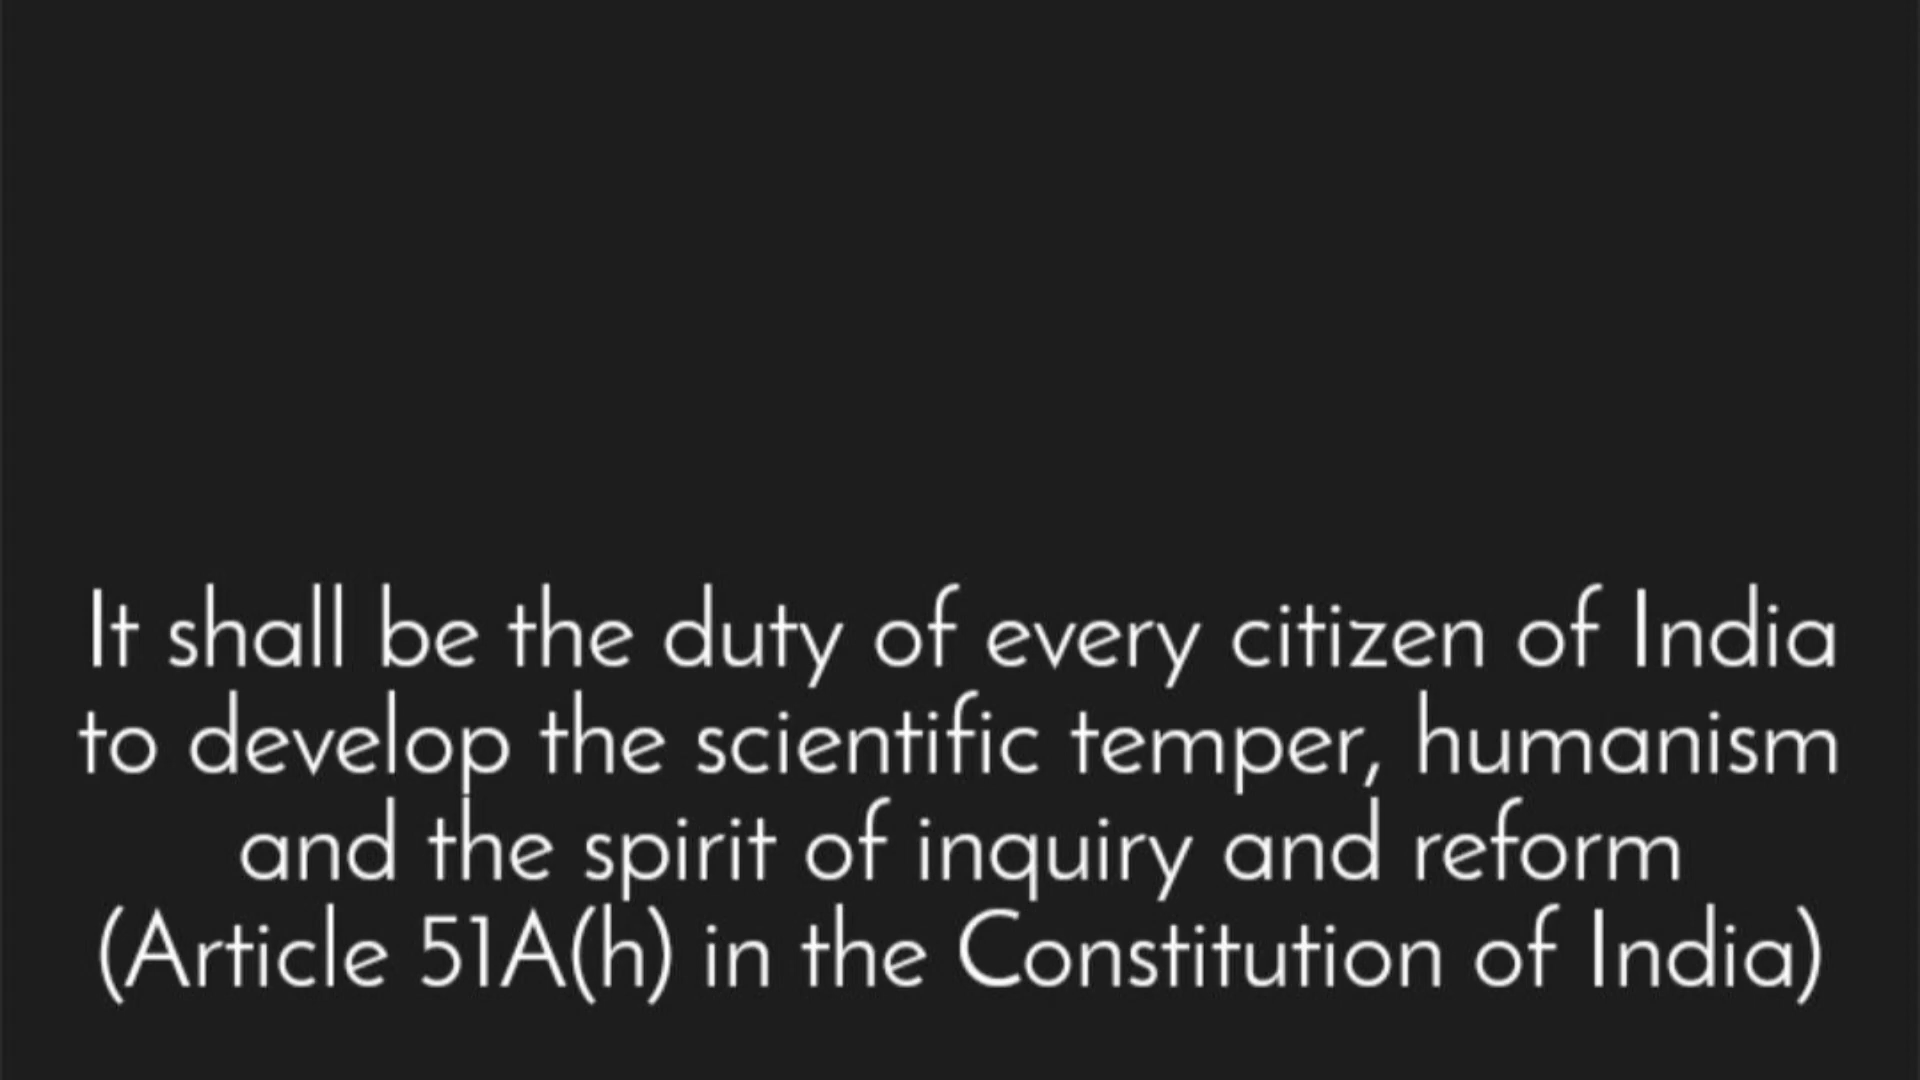 It shall be the duty of every citizen of India
to develop the scientific temper, humanism
and the spirit of inquiry and reform
(Article 51A(h) in the Constitution of India)